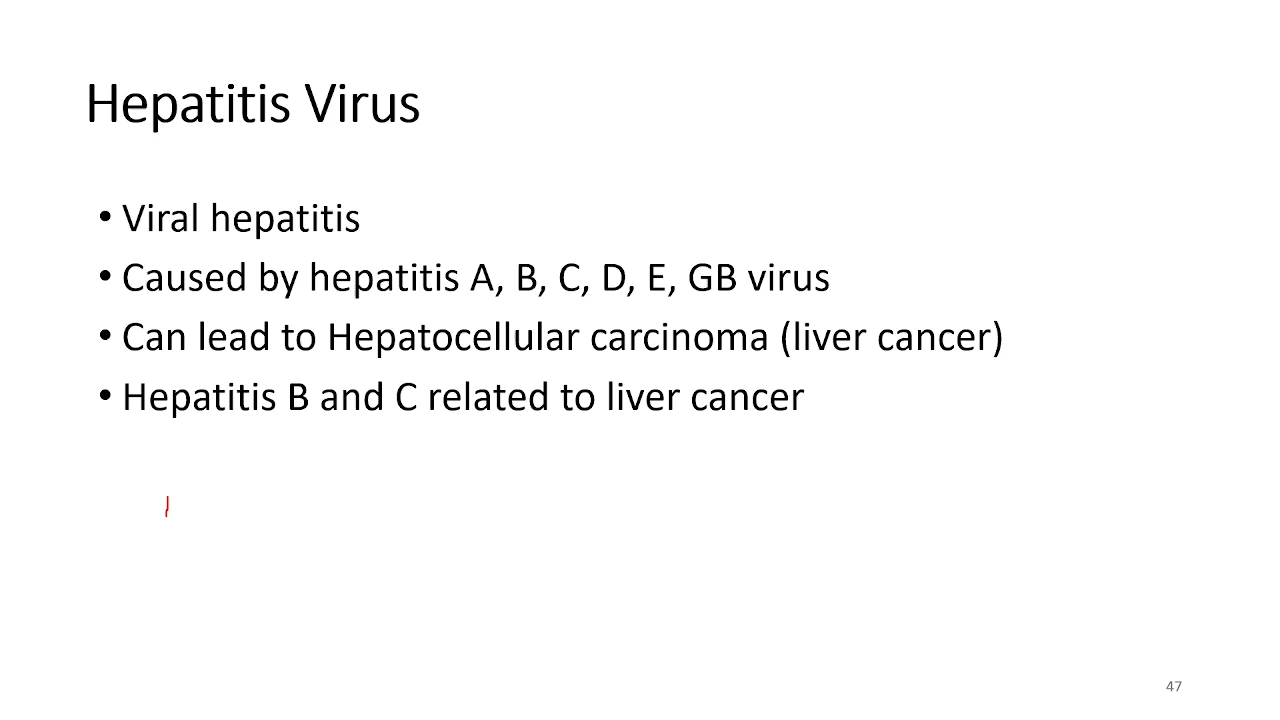 Hepatitis Virus
• Viral hepatitis
• Caused by hepatitis A, B, C, D, E, GB virus
• Can lead to Hepatocellular carcinoma (liver cancer)
• Hepatitis B and C related to liver cancer
47